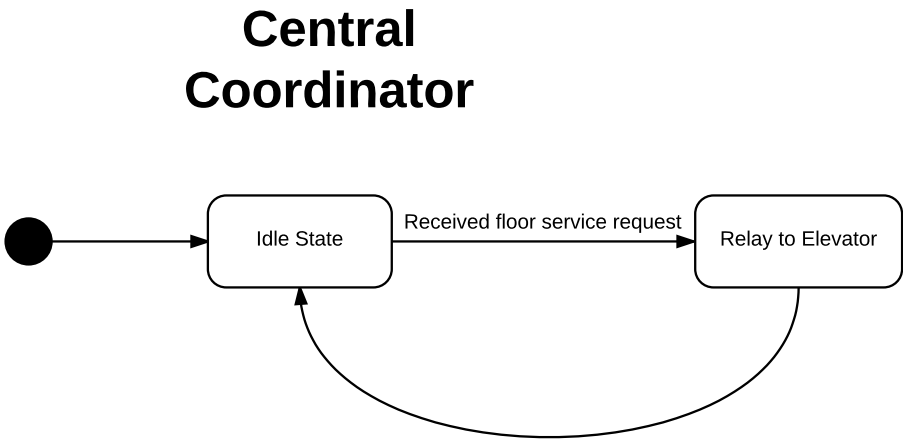 Central
Coordinator
Received floor service request
Idle State
Relay to Elevator